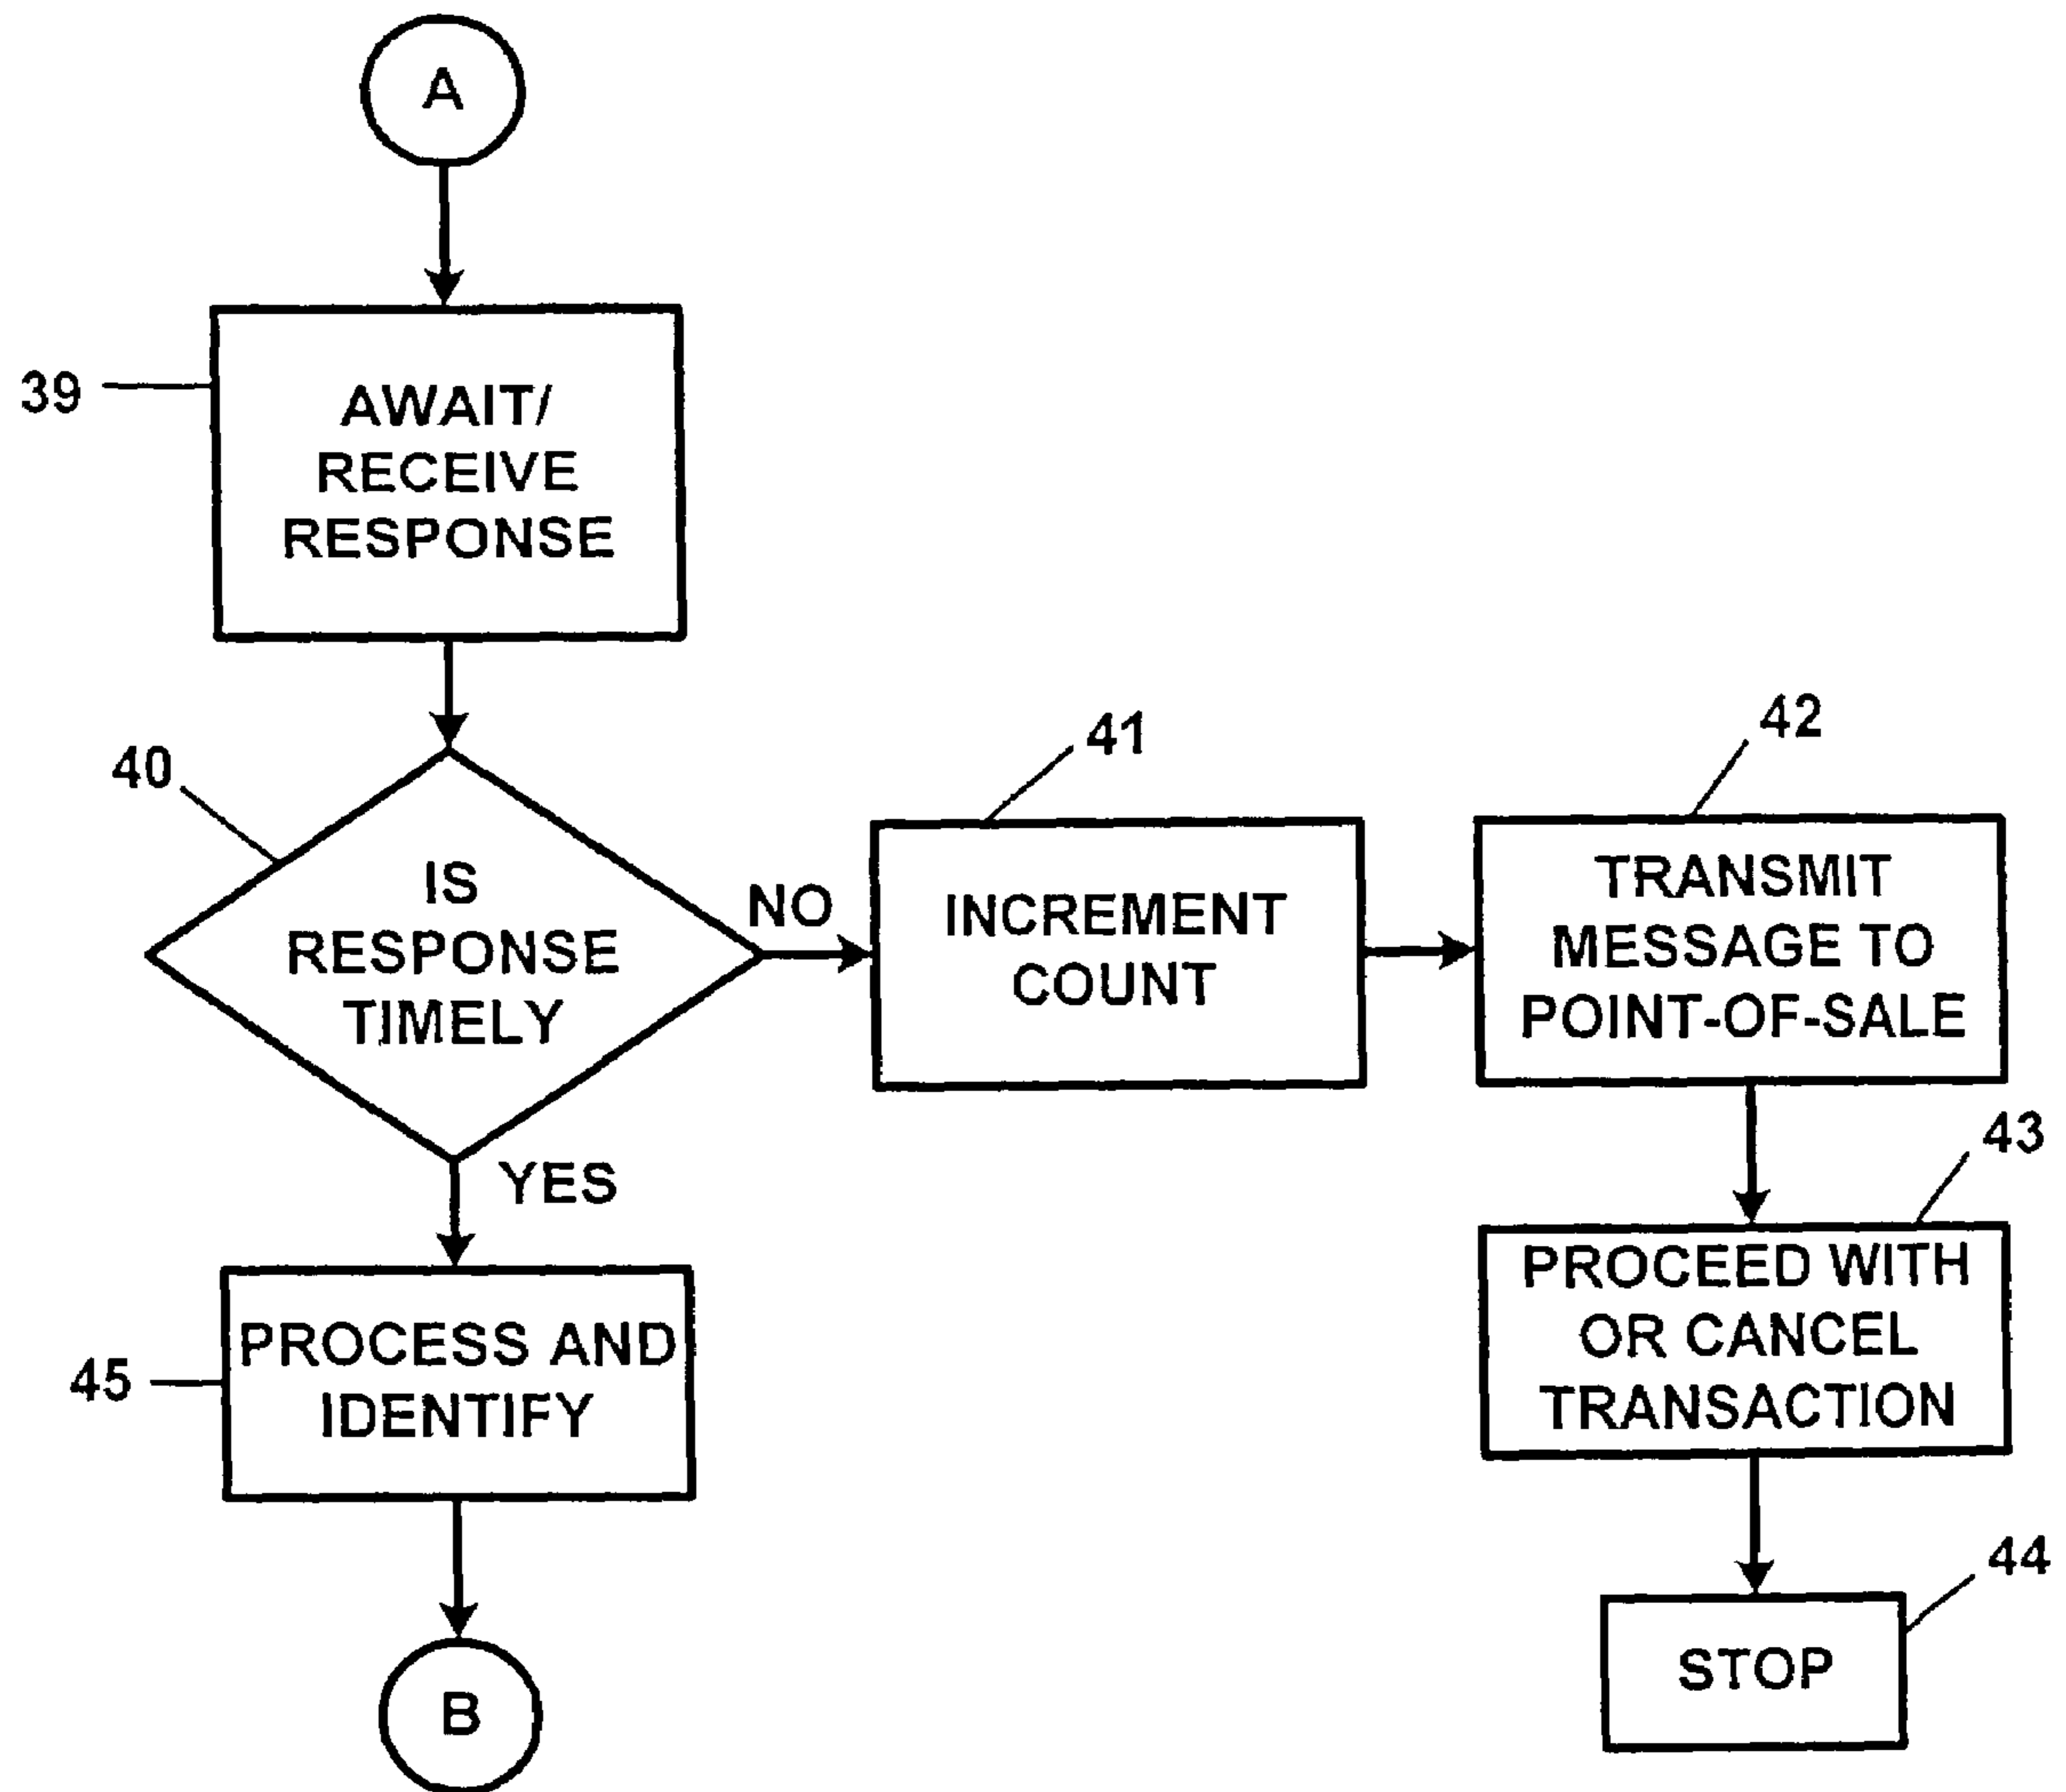 A
39
AWAIT/
RECEIVE
RESPONSE
40
IS
RESPONSE
TIMELY
NO
41
INCREMENT
COUNT
42
TRANSMIT
MESSAGE TO
POINT-OF-SALE
43
PROCEED WITH
OR CANCEL
TRANSACTION
44
STOP
YES
45
PROCESS AND
IDENTIFY
B